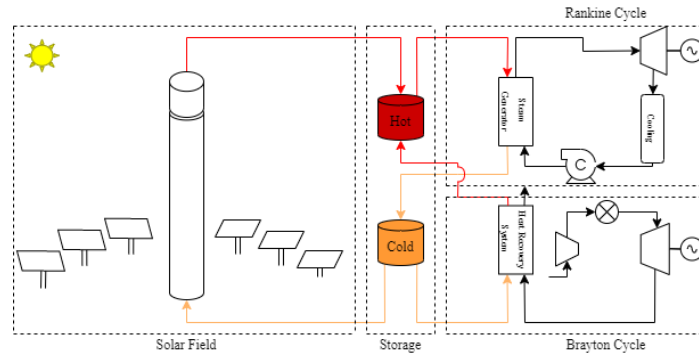 Rankine Cycle
Hot
Steam
Generator
Cooling
C
Cold
Heat Recovery
System
Solar Field
Storage
Brayton Cycle